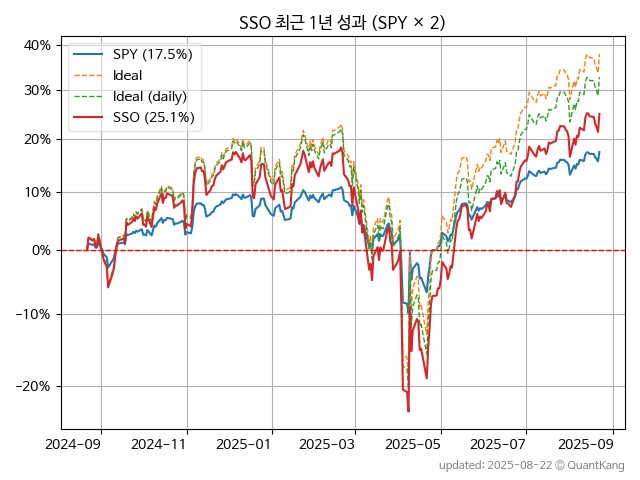 SSO 최근 1년 성과 (SPY × 2)
40%
30%
20%
10%
0%
−10%
−20%
SPY (17.5%)
Ideal
Ideal (daily)
SSO (25.1%)
2024−09
2024−11
2025−01
2025−03
2025−05
2025−07
2025−09
updated: 2025-08-22 © QuantKang